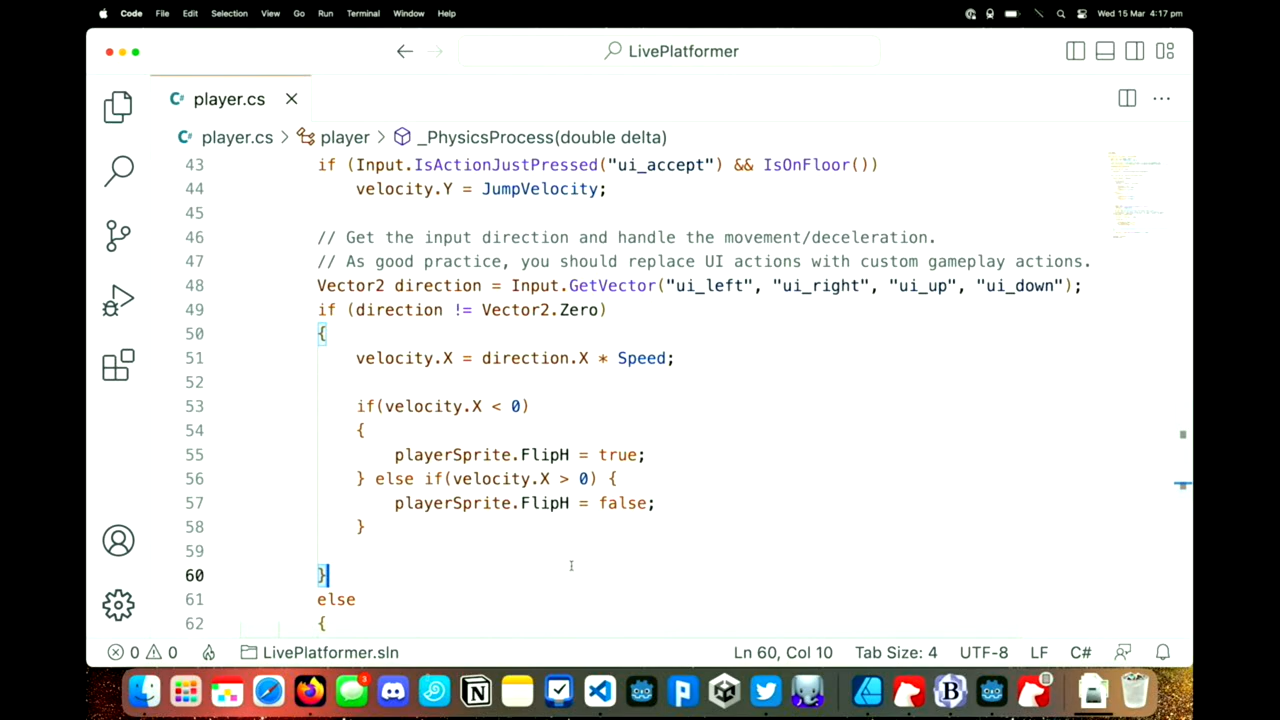 Code File Edit Selection View Go Run Terminal Window Help Wed 15 Mar 4:17 pm
LivePlatformer
player.cs
player.cs > player > _PhysicsProcess(double delta)
43 if (Input.IsActionJustPressed("ui_accept") && IsOnFloor())
44 velocity.Y = JumpVelocity;
45
46 // Get the input direction and handle the movement/deceleration.
47 // As good practice, you should replace UI actions with custom gameplay actions.
48 Vector2 direction = Input.GetVector("ui_left", "ui_right", "ui_up", "ui_down");
49 if (direction != Vector2.Zero)
50 {
51 velocity.X = direction.X * Speed;
52
53 if(velocity.X < 0)
54 {
55 playerSprite.FlipH = true;
56 } else if(velocity.X > 0) {
57 playerSprite.FlipH = false;
58 }
59
60 }
61 else
62 {
0 0 LivePlatformer.sln Ln 60, Col 10 Tab Size: 4 UTF-8 LF C#
3